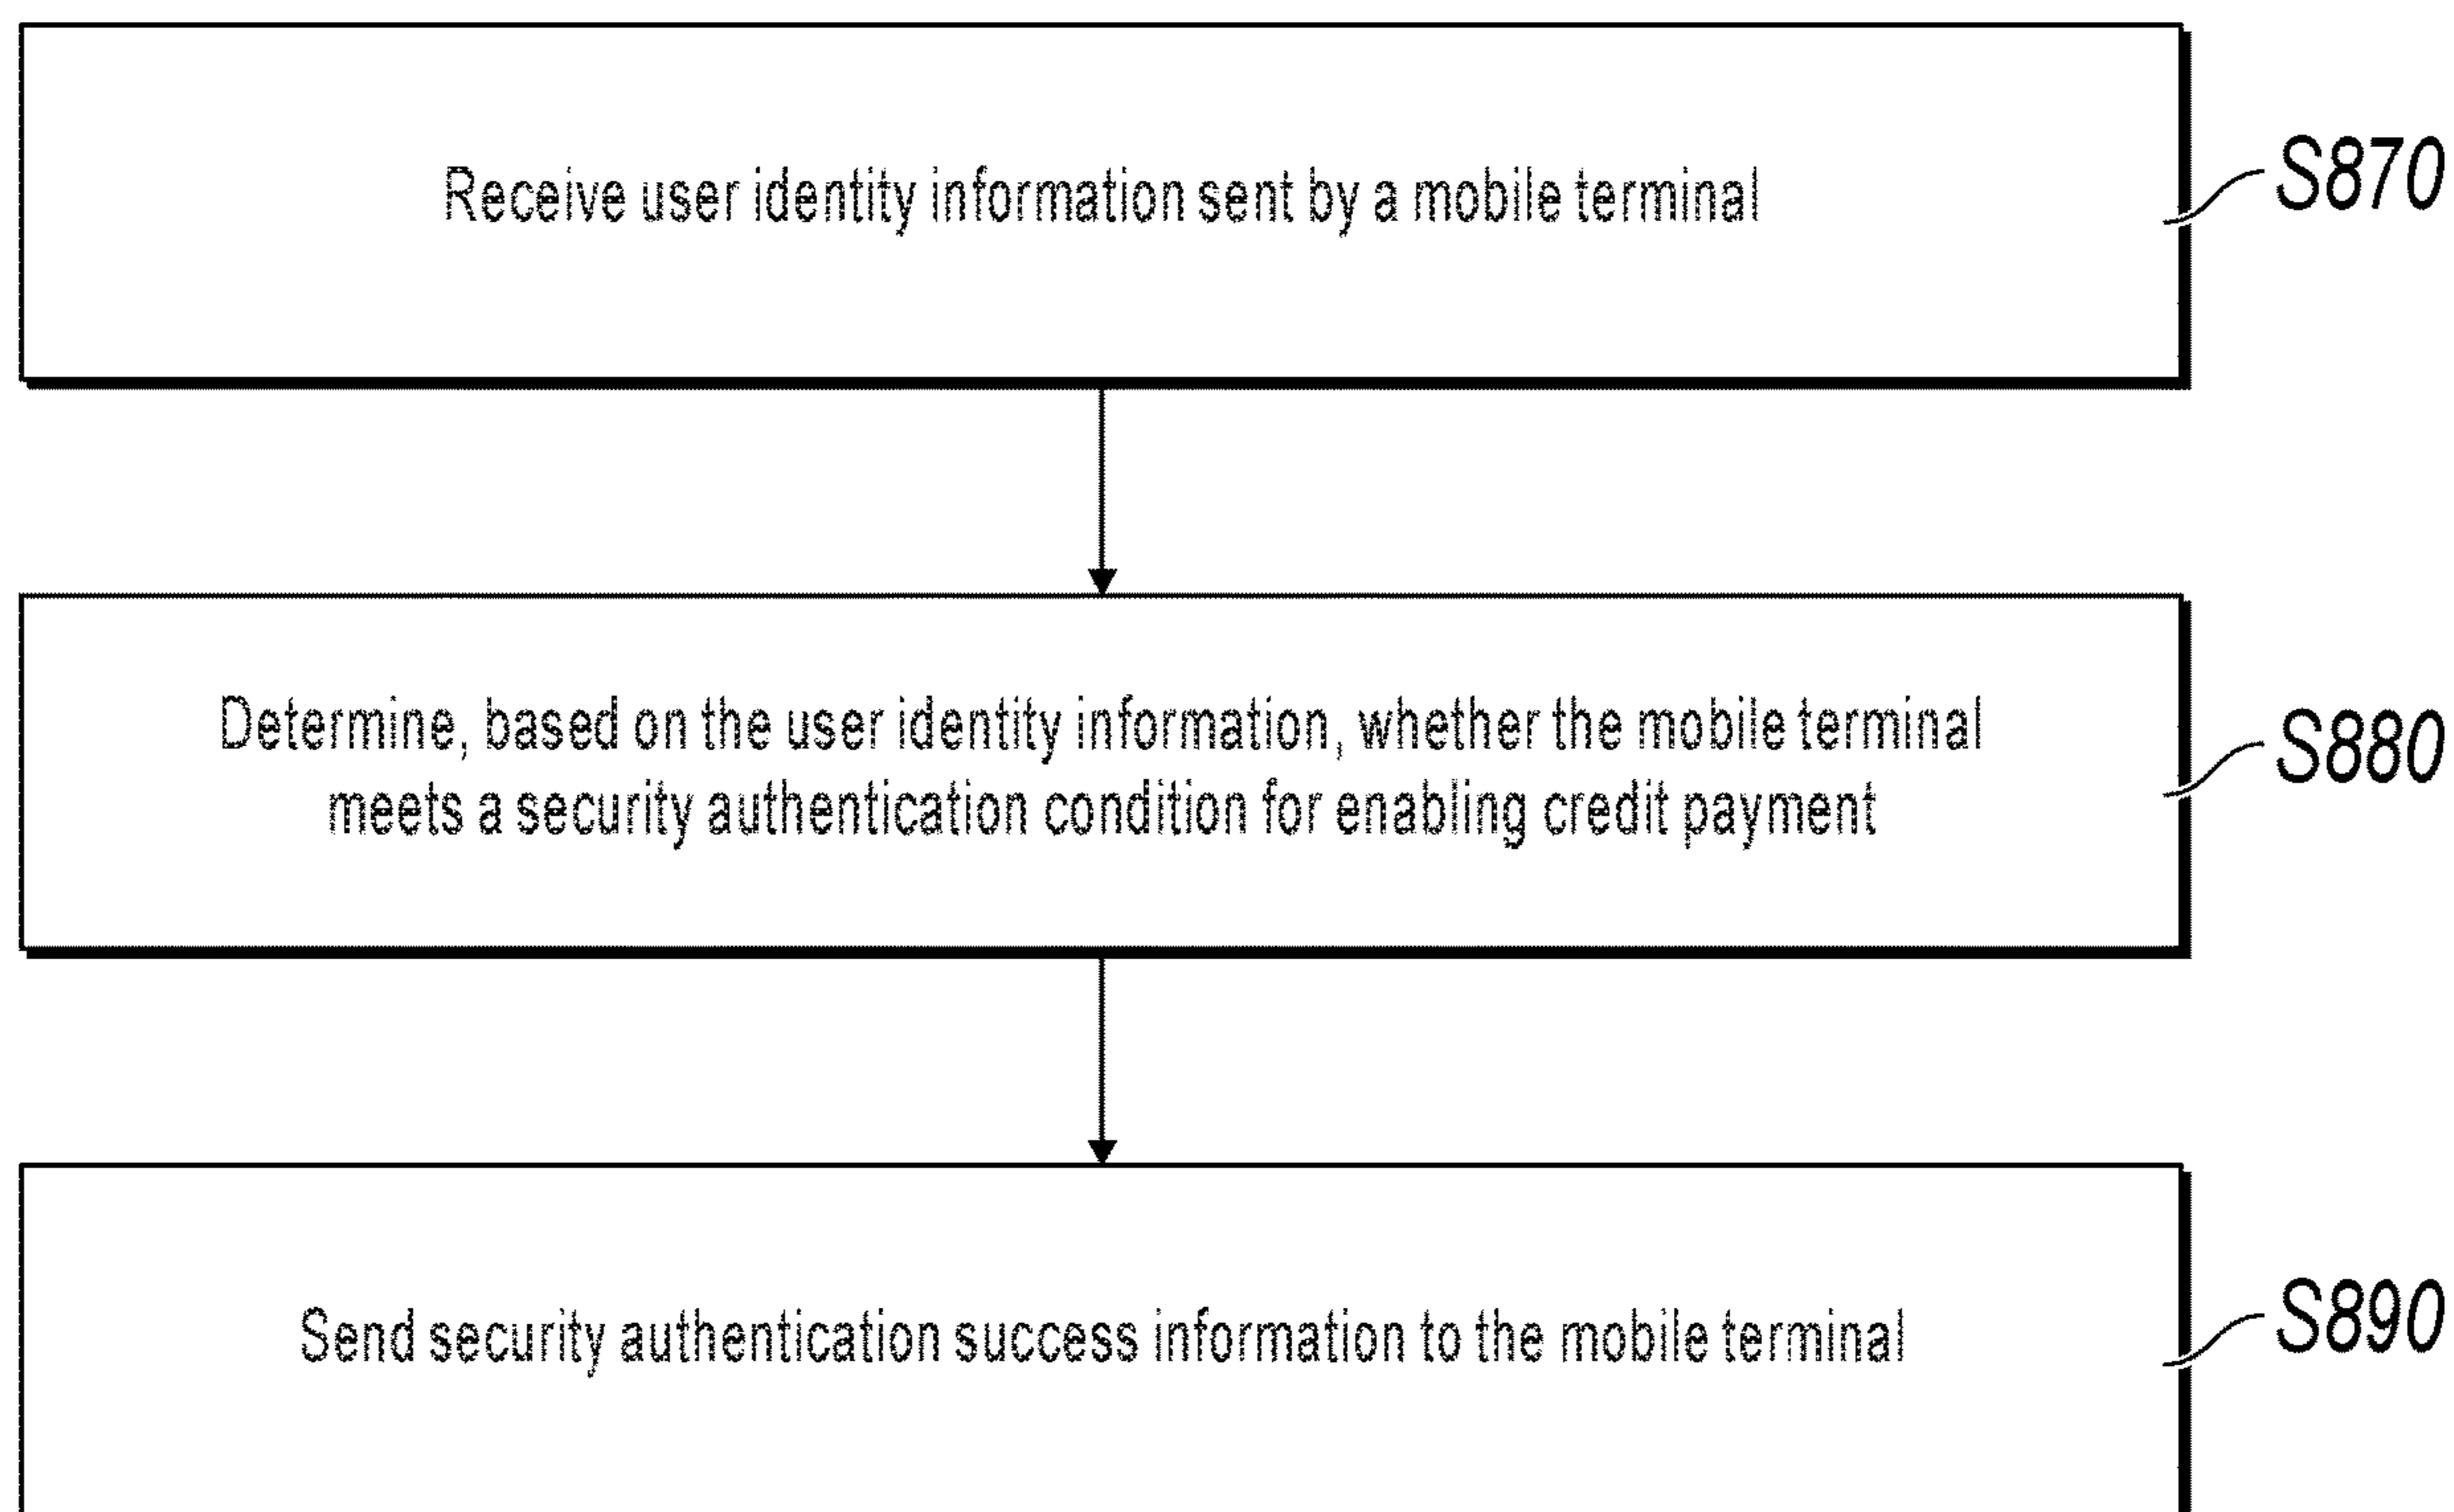 Receive user identity information sent by a mobile terminal
S870
Determine, based on the user identity information, whether the mobile terminal
meets a security authentication condition for enabling credit payment
S880
Send security authentication success information to the mobile terminal
S890